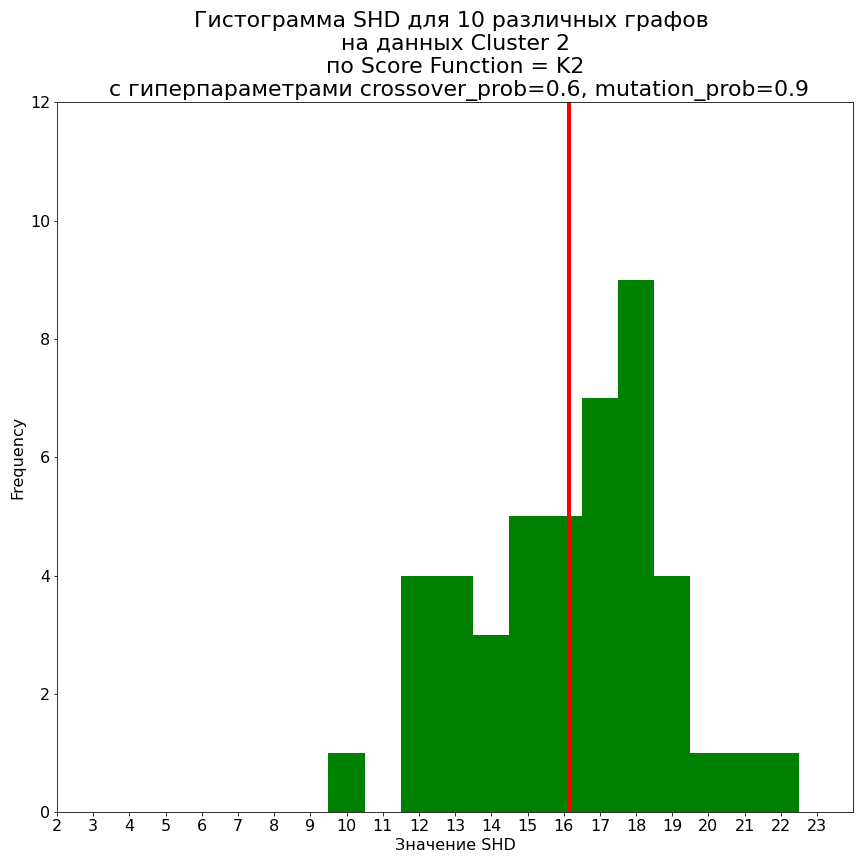 Гистограмма SHD для 10 различных графов
на данных Cluster 2
по Score Function = K2
с гиперпараметрами crossover_prob=0.6, mutation_prob=0.9
12
10
8
6
4
2
0
Frequency
2 3 4 5 6 7 8 9 10 11 12 13 14 15 16 17 18 19 20 21 22 23
Значение SHD